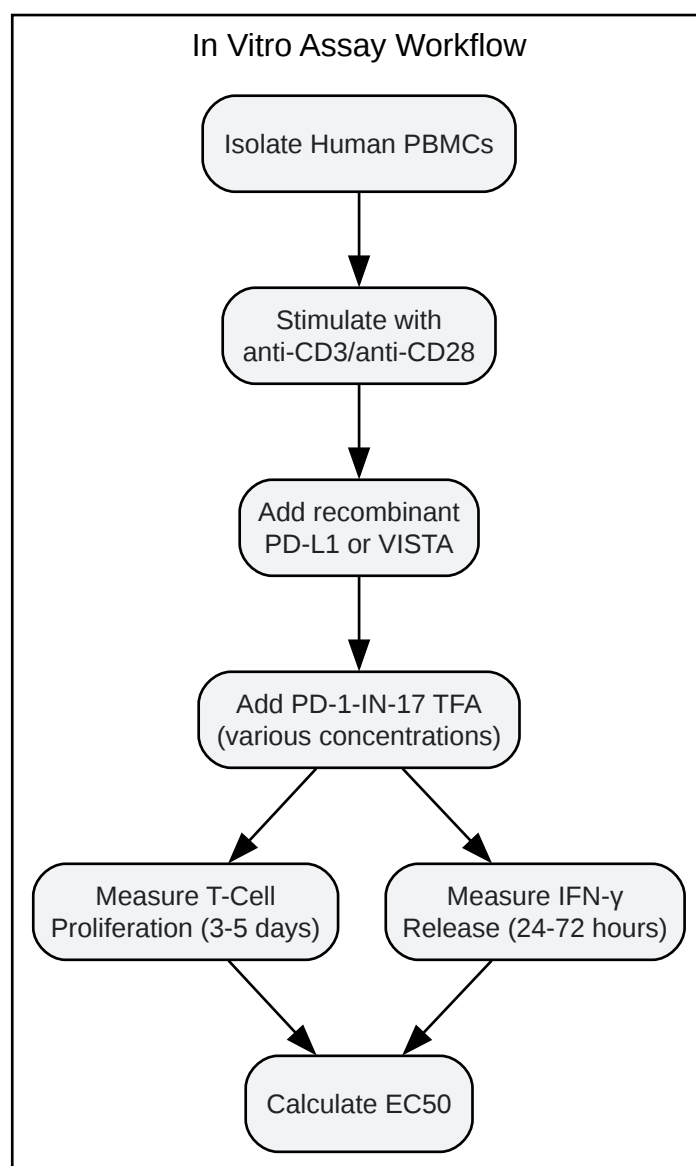 In Vitro Assay Workflow
Isolate Human PBMCs
Stimulate with
anti-CD3/anti-CD28
Add recombinant
PD-L1 or VISTA
Add PD-1-IN-17 TFA
(various concentrations)
Measure T-Cell
Proliferation (3-5 days)
Measure IFN-γ
Release (24-72 hours)
Calculate EC50